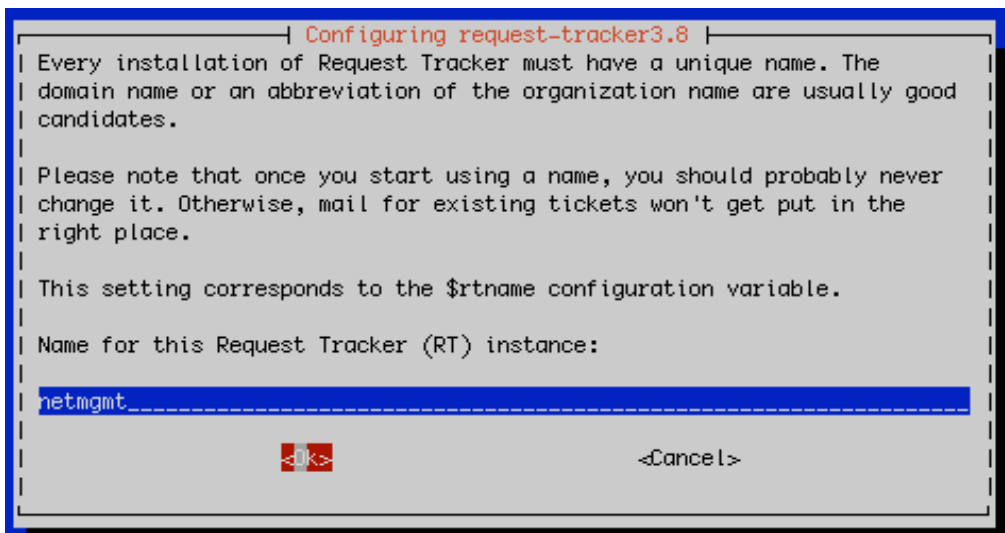 Configuring request-tracker3.8
Every installation of Request Tracker must have a unique name. The
domain name or an abbreviation of the organization name are usually good
candidates.
Please note that once you start using a name, you should probably never
change it. Otherwise, mail for existing tickets won't get put in the
right place.
This setting corresponds to the $rtname configuration variable.
Name for this Request Tracker (RT) instance:
netmgmt
<Ok> <Cancel>